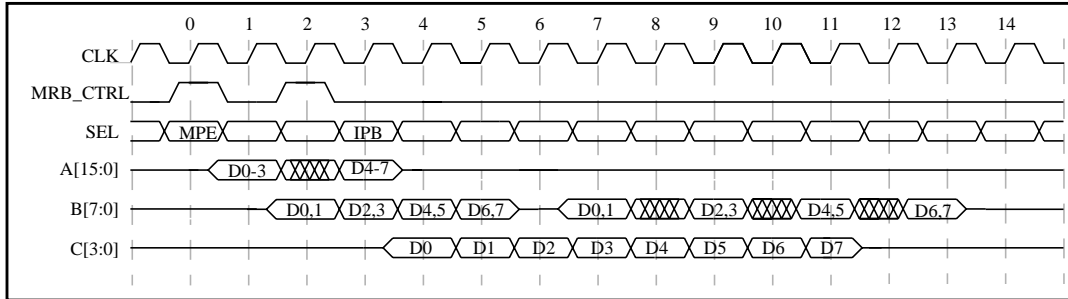 0 1 2 3 4 5 6 7 8 9 10 11 12 13 14
CLK
MRB_CTRL
SEL MPE IPB
A[15:0] D0-3 D4-7
B[7:0] D0,1 D2,3 D4,5 D6,7 D0,1 D2,3 D4,5 D6,7
C[3:0] D0 D1 D2 D3 D4 D5 D6 D7